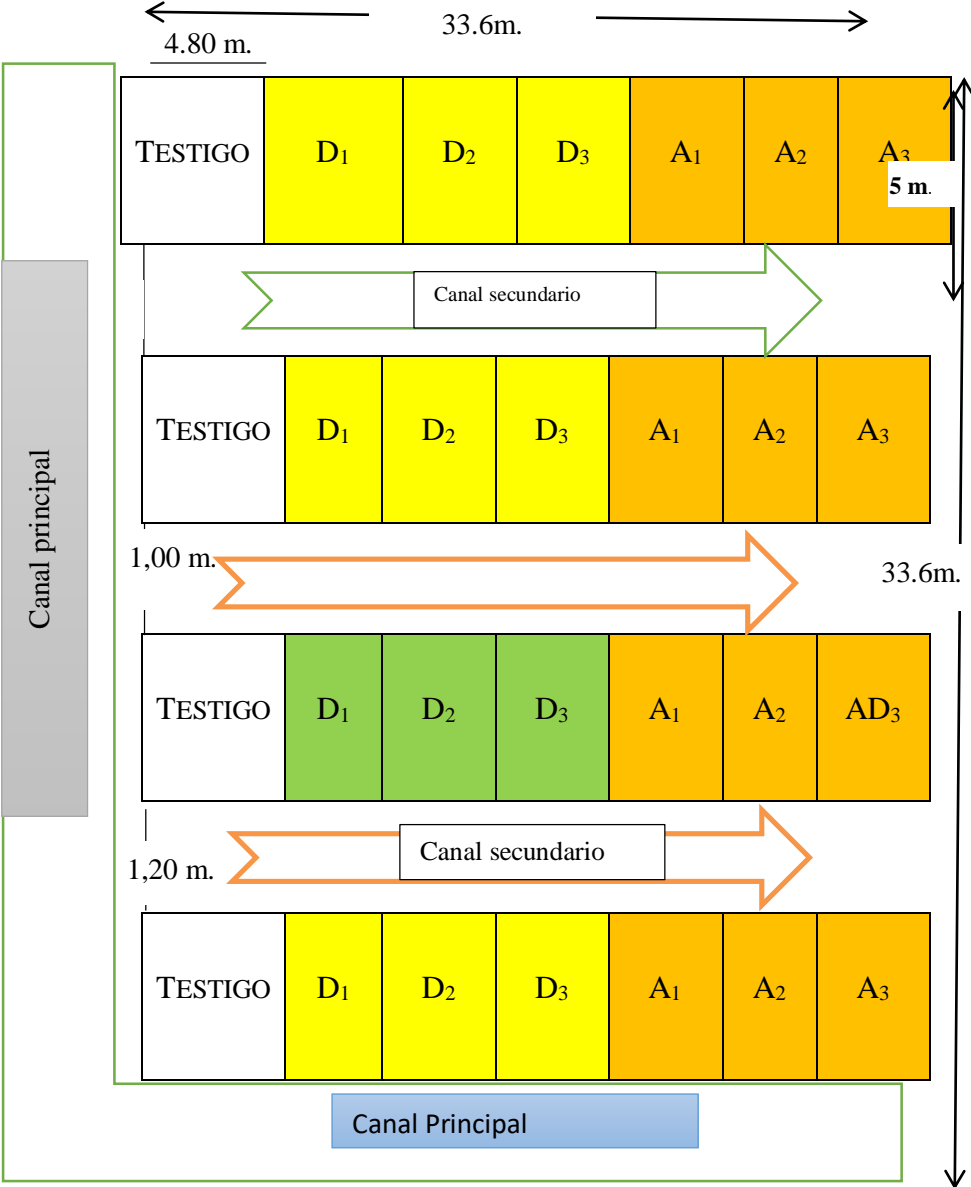 33.6m.
4.80 m.
TESTIGO D₁ D₂ D₃ A₁ A₂ A₃
5 m.
Canal secundario
TESTIGO D₁ D₂ D₃ A₁ A₂ A₃
Canal principal
1,00 m.
33.6m.
TESTIGO D₁ D₂ D₃ A₁ A₂ AD₃
Canal secundario
1,20 m.
TESTIGO D₁ D₂ D₃ A₁ A₂ A₃
Canal Principal